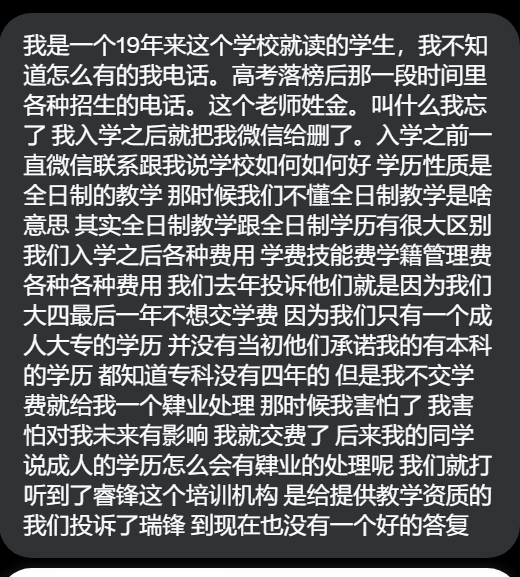 我是一个19年来这个学校就读的学生，我不知
道怎么有的我电话。高考落榜后那一段时间里
各种招生的电话。这个老师姓金。叫什么我忘
了 我入学之后就把我微信给删了。入学之前一
直微信联系跟我说学校如何如何好 学历性质是
全日制的教学 那时候我们不懂全日制教学是啥
意思 其实全日制教学跟全日制学历有很大区别
我们入学之后各种费用 学费技能费学籍管理费
各种各种费用 我们去年投诉他们就是因为我们
大四最后一年不想交学费 因为我们只有一个成
人大专的学历 并没有当初他们承诺我的有本科
的学历 都知道专科没有四年的 但是我不交学
费就给我一个肄业处理 那时候我害怕了 我害
怕对我未来有影响 我就交费了 后来我的同学
说成人的学历怎么会有肄业的处理呢 我们就打
听到了睿锋这个培训机构 是给提供教学资质的
我们投诉了瑞锋 到现在也没有一个好的答复